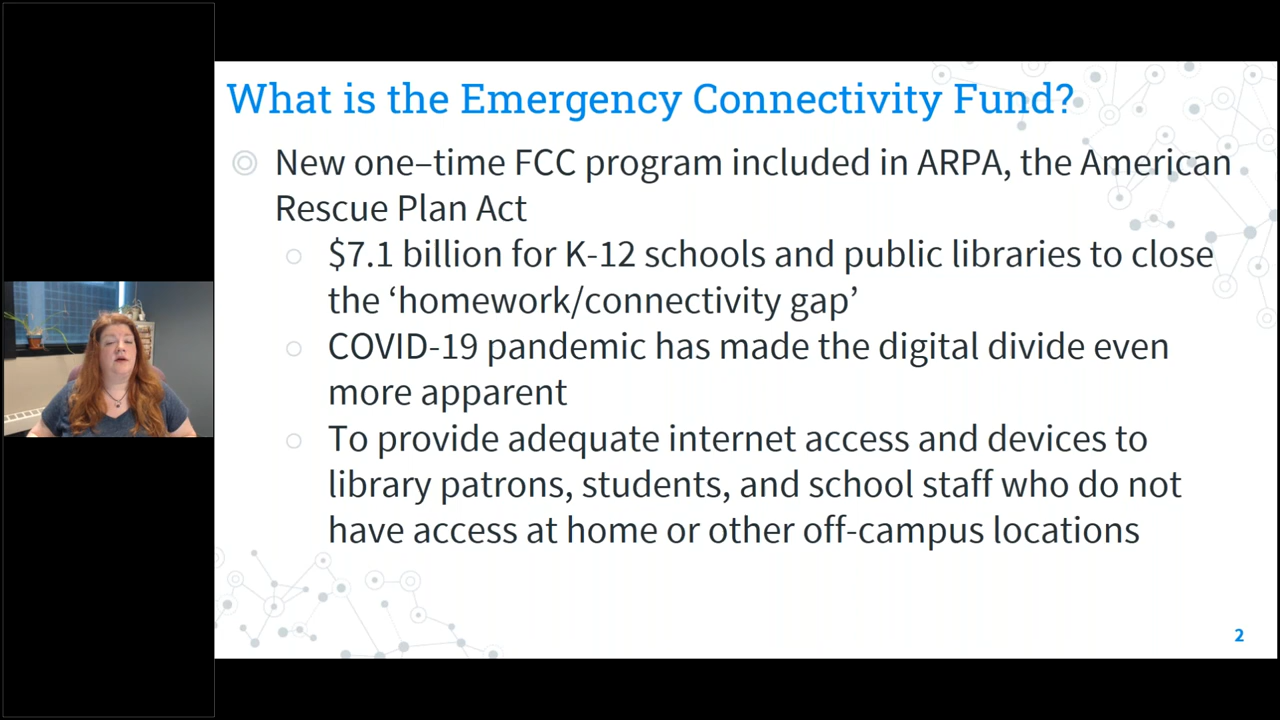 What is the Emergency Connectivity Fund?
New one–time FCC program included in ARPA, the American
Rescue Plan Act
$7.1 billion for K-12 schools and public libraries to close
the ‘homework/connectivity gap’
COVID-19 pandemic has made the digital divide even
more apparent
To provide adequate internet access and devices to
library patrons, students, and school staff who do not
have access at home or other off-campus locations
2